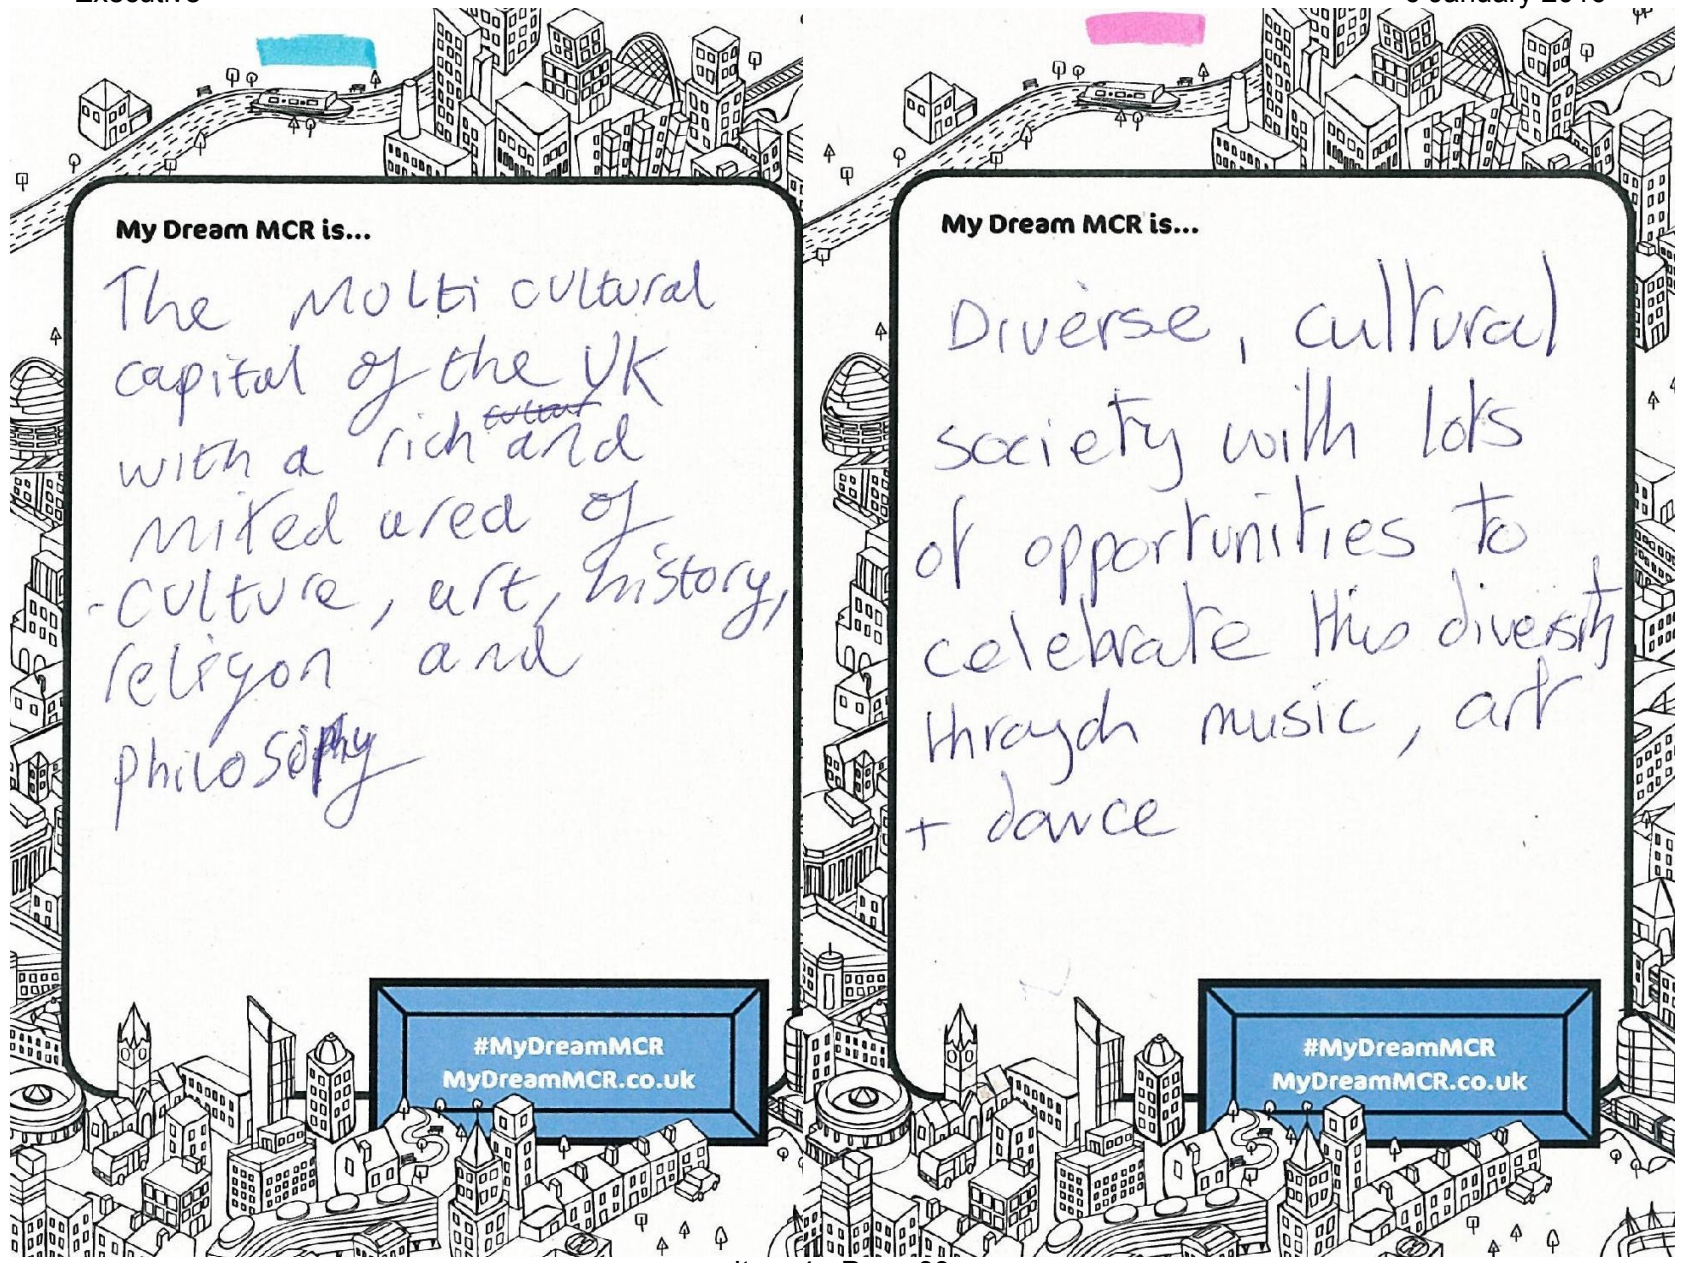 Executive
My Dream MCR is...
The Multi cultural
capital of the UK
with a rich and
mixed ared of
-culture, art, history,
religon and
philosophy
#MyDreamMCR
MyDreamMCR.co.uk
My Dream MCR is...
Diverse, cultural
society with lots
of opportunities to
celebrate this diversity
through music, art
+ dance
#MyDreamMCR
MyDreamMCR.co.uk